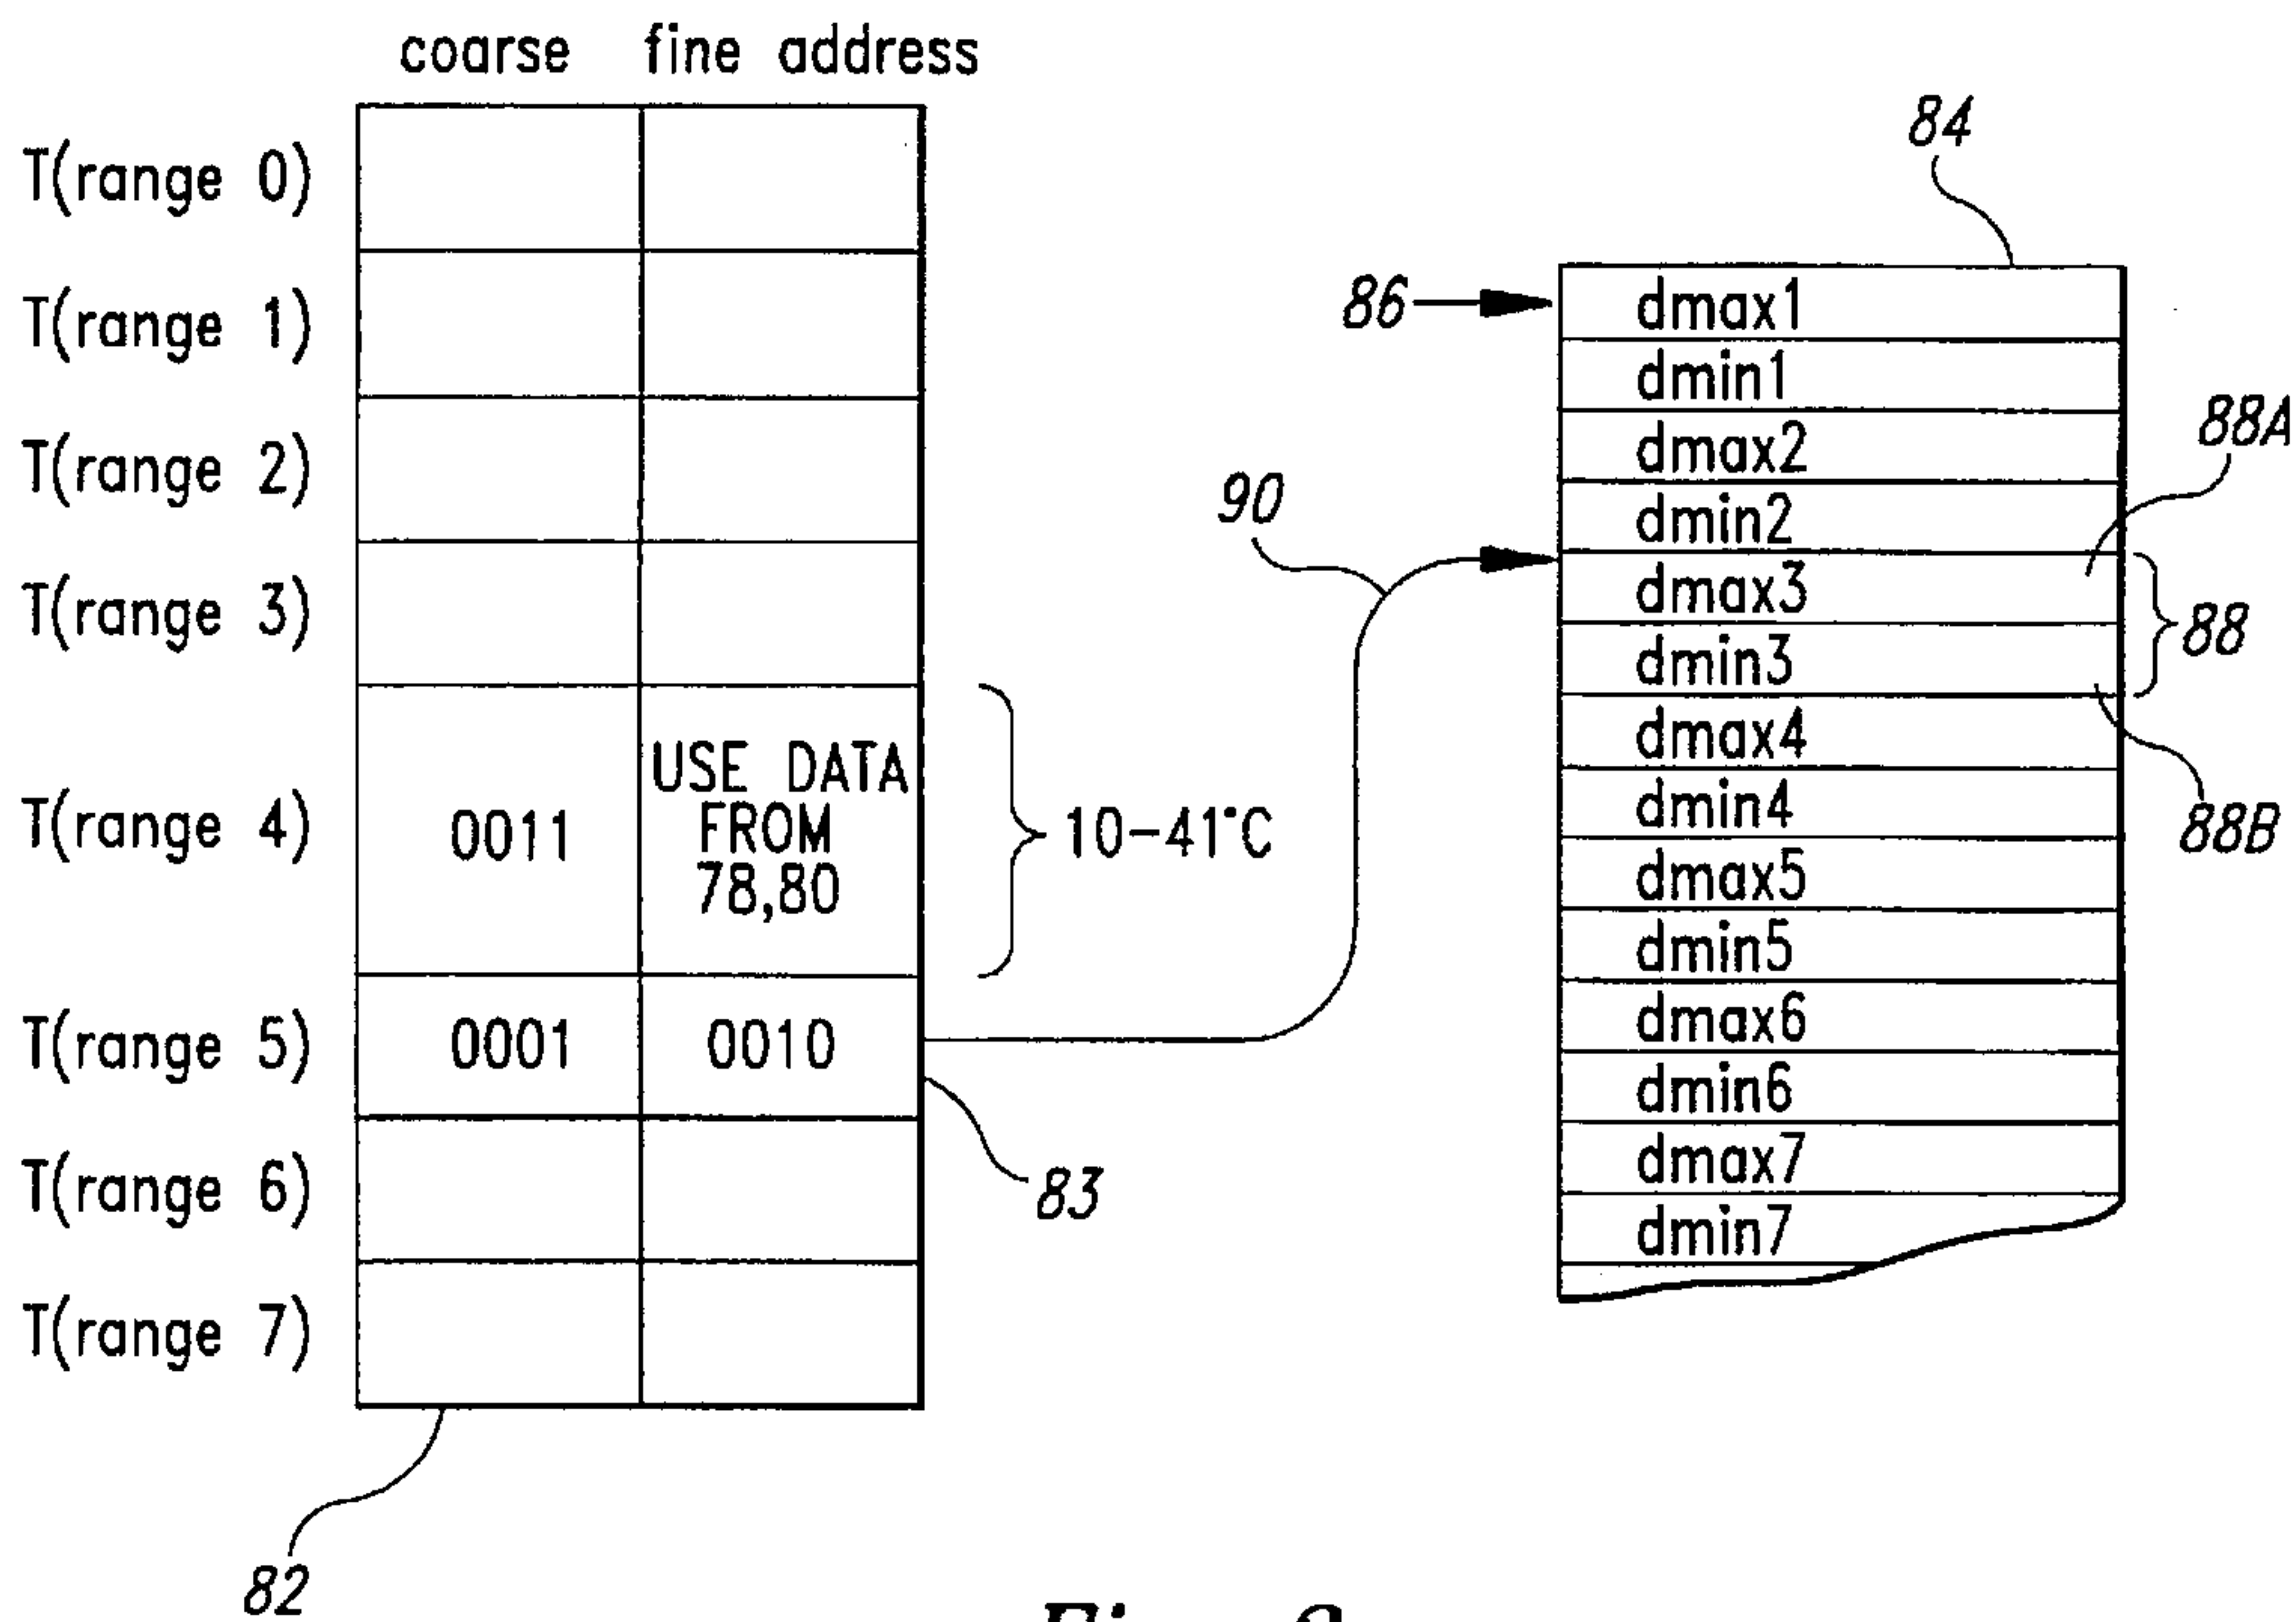 coarse fine address
T(range 0)
T(range 1)
T(range 2)
T(range 3)
T(range 4) 0011 USE DATA
FROM
78,80
10-41°C
T(range 5) 0001 0010
T(range 6)
T(range 7)
82
83
90
84
86
dmax1
dmin1
dmax2
dmin2
dmax3
dmin3
dmax4
dmin4
dmax5
dmin5
dmax6
dmin6
dmax7
dmin7
88A
88
88B